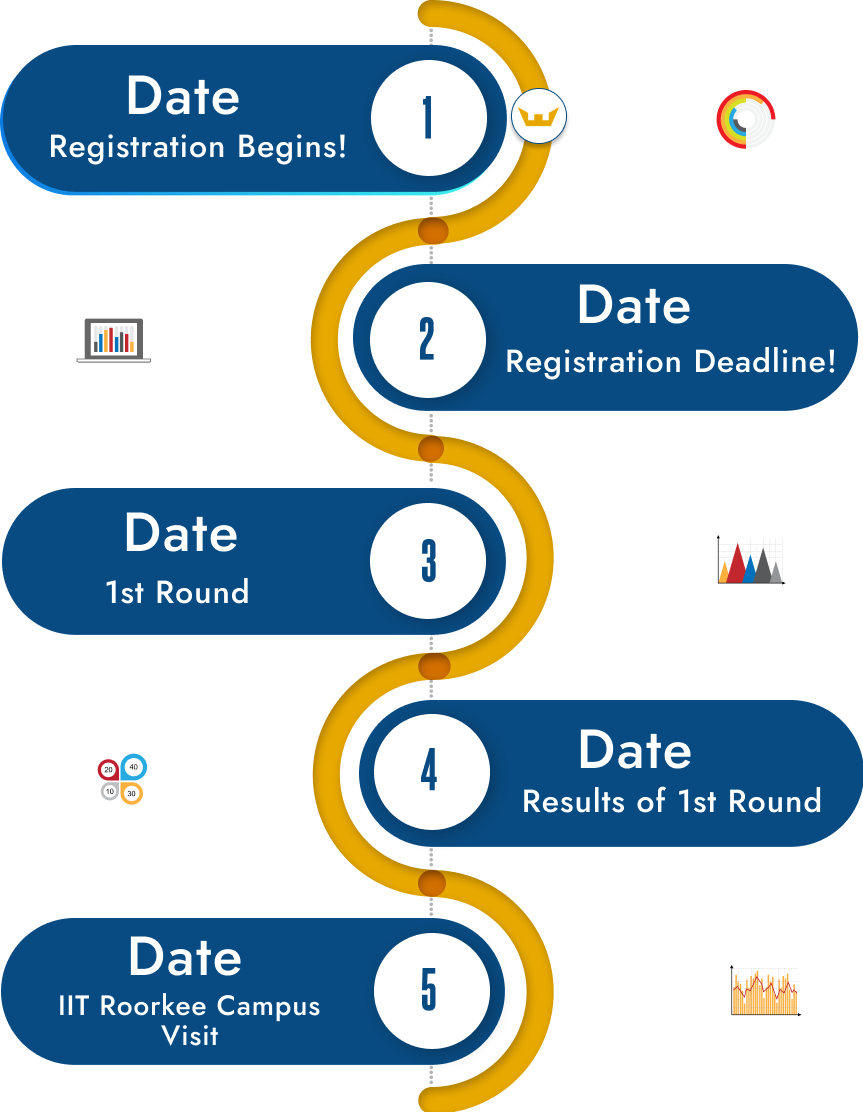 Date
Registration Begins!
1
Date
Registration Deadline!
2
Date
1st Round
3
Date
Results of 1st Round
4
20
40
10
30
Date
IIT Roorkee Campus
Visit
5